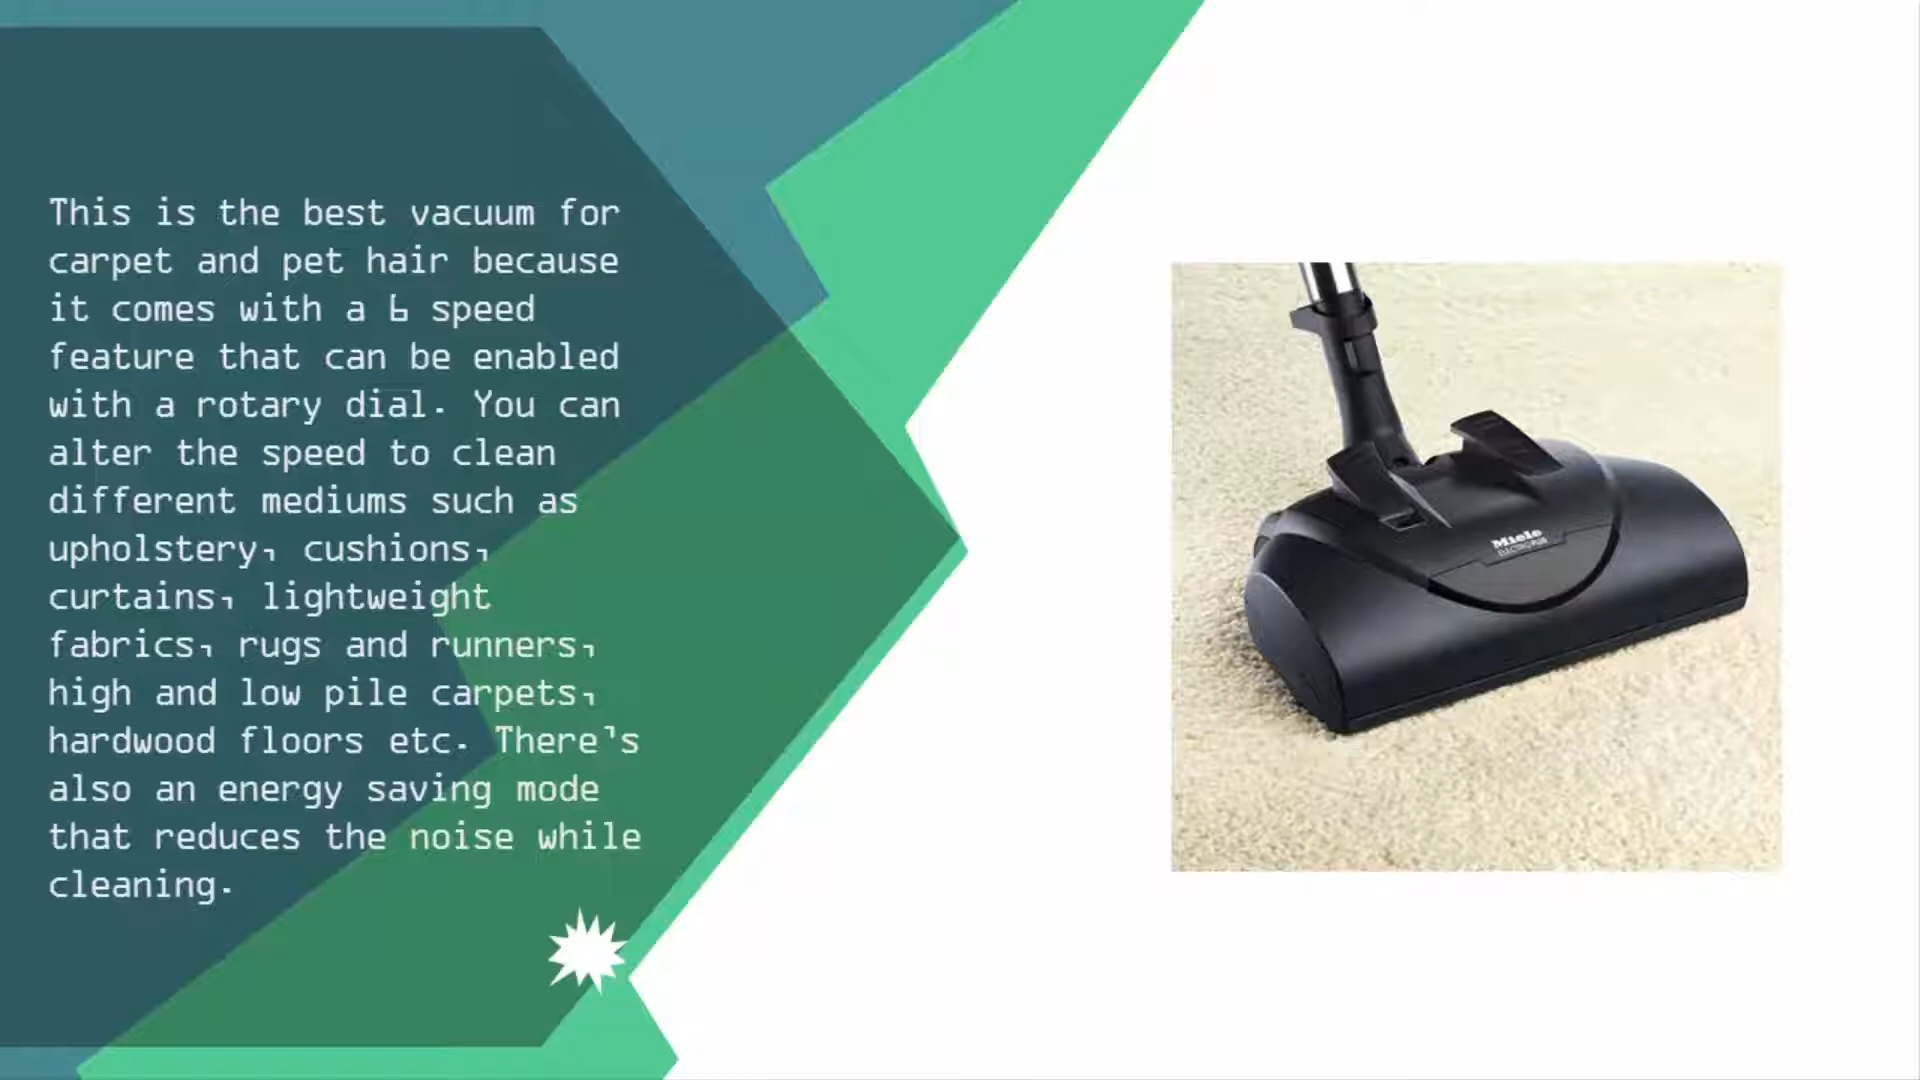 This is the best vacuum for
carpet and pet hair because
it comes with a 6 speed
feature that can be enabled
with a rotary dial. You can
alter the speed to clean
different mediums such as
upholstery, cushions,
curtains, lightweight
fabrics, rugs and runners,
high and low pile carpets,
hardwood floors etc. There's
also an energy saving mode
that reduces the noise while
cleaning.
Miele
ELECTRO PLUS